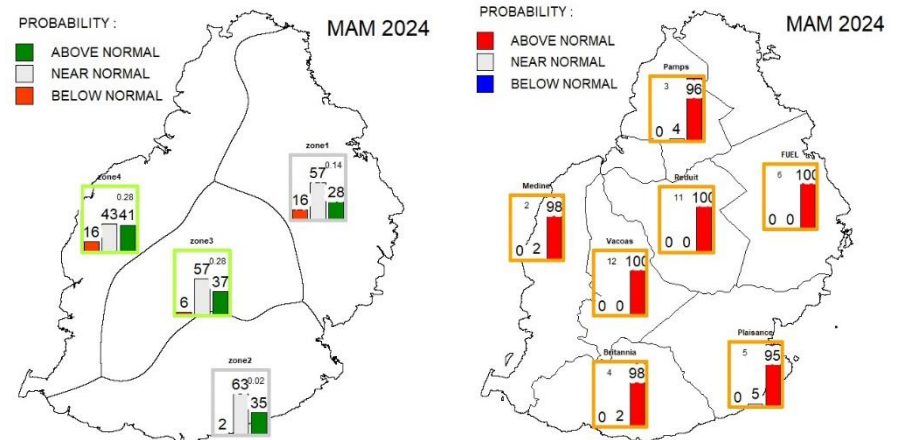 PROBABILITY :
MAM 2024
ABOVE NORMAL
NEAR NORMAL
BELOW NORMAL
zone1
0.14
57
16
28
zone4
0.28
43
41
16
zone3
0.28
57
37
6
zone2
0.02
63
35
2
PROBABILITY :
MAM 2024
ABOVE NORMAL
NEAR NORMAL
BELOW NORMAL
Pamps
3
96
0
4
FUEL
6
100
0
0
Medine
2
98
0
2
Reduit
11
100
0
0
Vacoas
12
100
0
0
Plaisance
5
95
0
5
Britannia
4
98
0
2